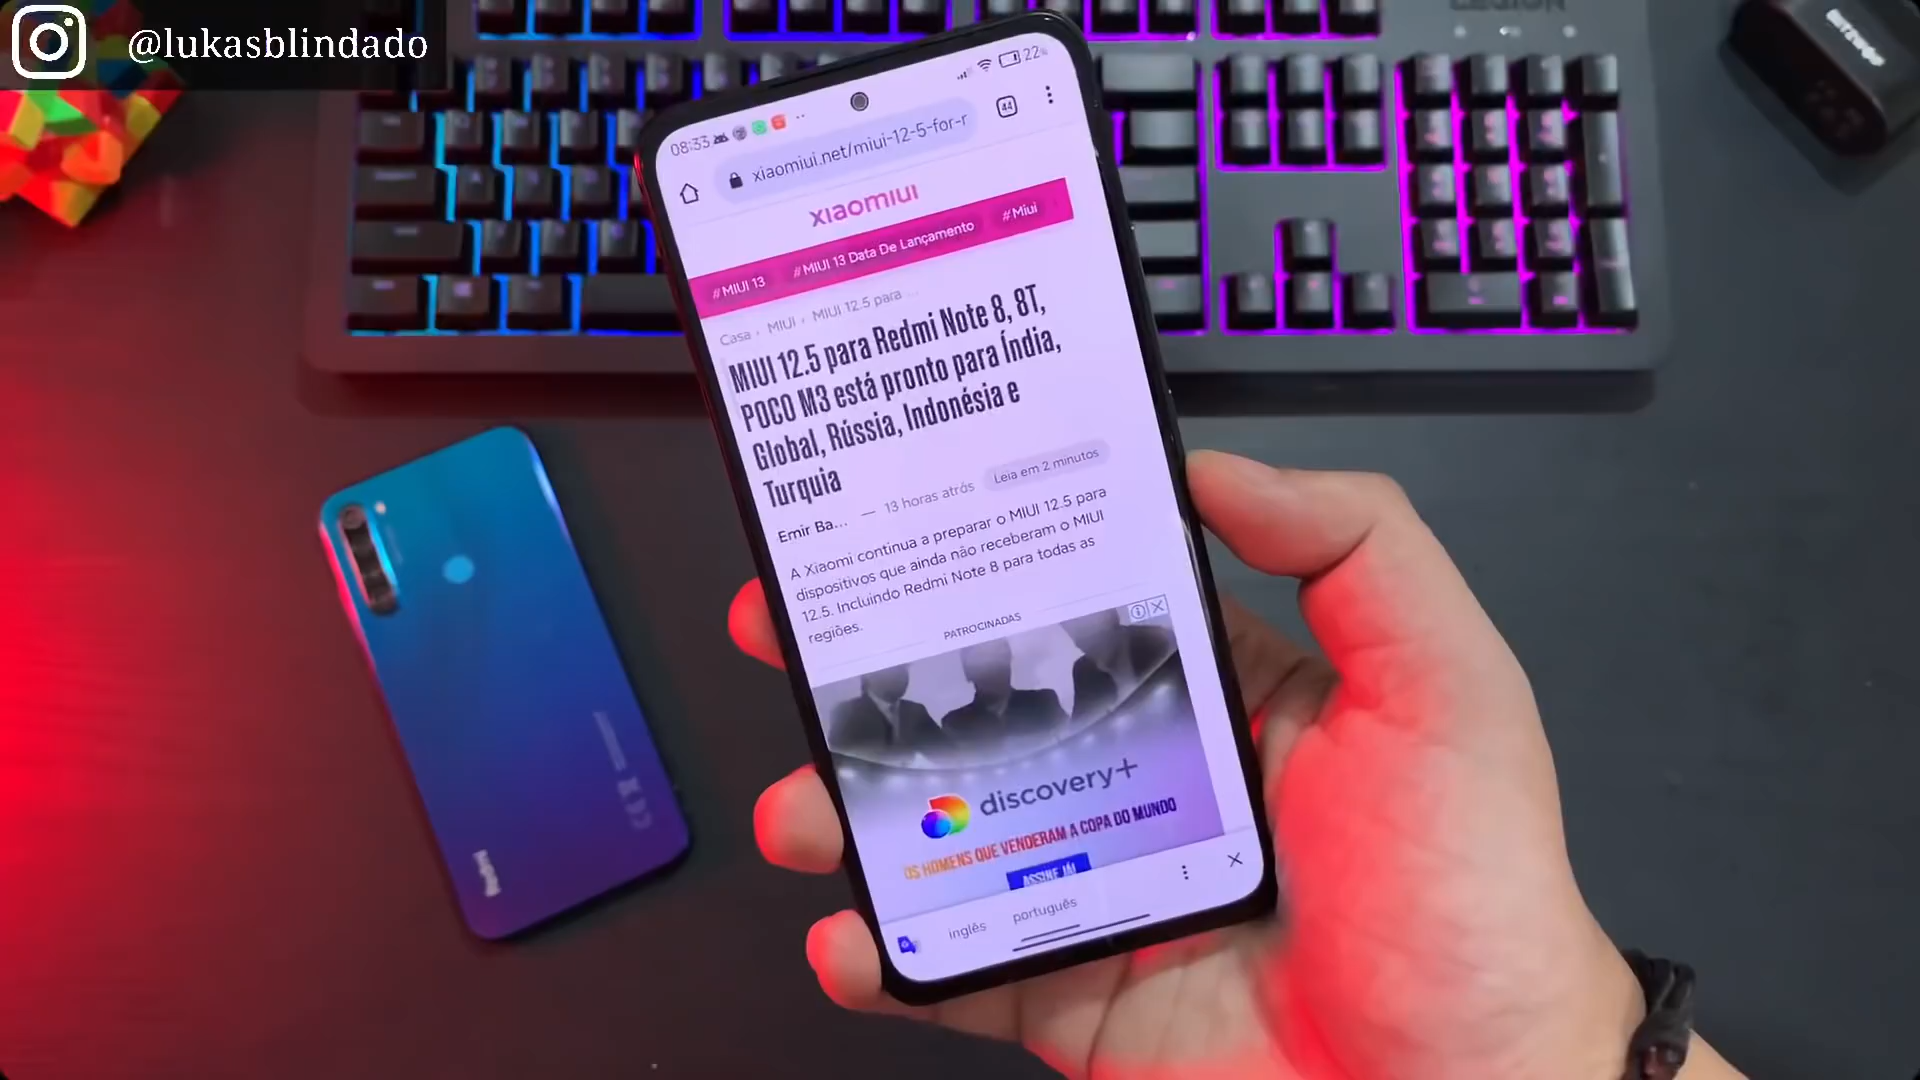 @lukasblindado
LEGION
BLITZWOLF
08:33
22%
xiaomiui.net/miui-12-5-for-r
44
xiaomiui
#MIUI 13
#MIUI 13 Data De Lançamento
#Miui
Casa › MIUI › MIUI 12.5 para ...
MIUI 12.5 para Redmi Note 8, 8T,
POCO M3 está pronto para Índia,
Global, Rússia, Indonésia e
Turquia
Emir Ba... — 13 horas atrás
Leia em 2 minutos
A Xiaomi continua a preparar o MIUI 12.5 para
dispositivos que ainda não receberam o MIUI
12.5. Incluindo Redmi Note 8 para todas as
regiões.
PATROCINADAS
discovery+
OS HOMENS QUE VENDERAM A COPA DO MUNDO
ASSINE JÁ!
inglês
português
Redmi